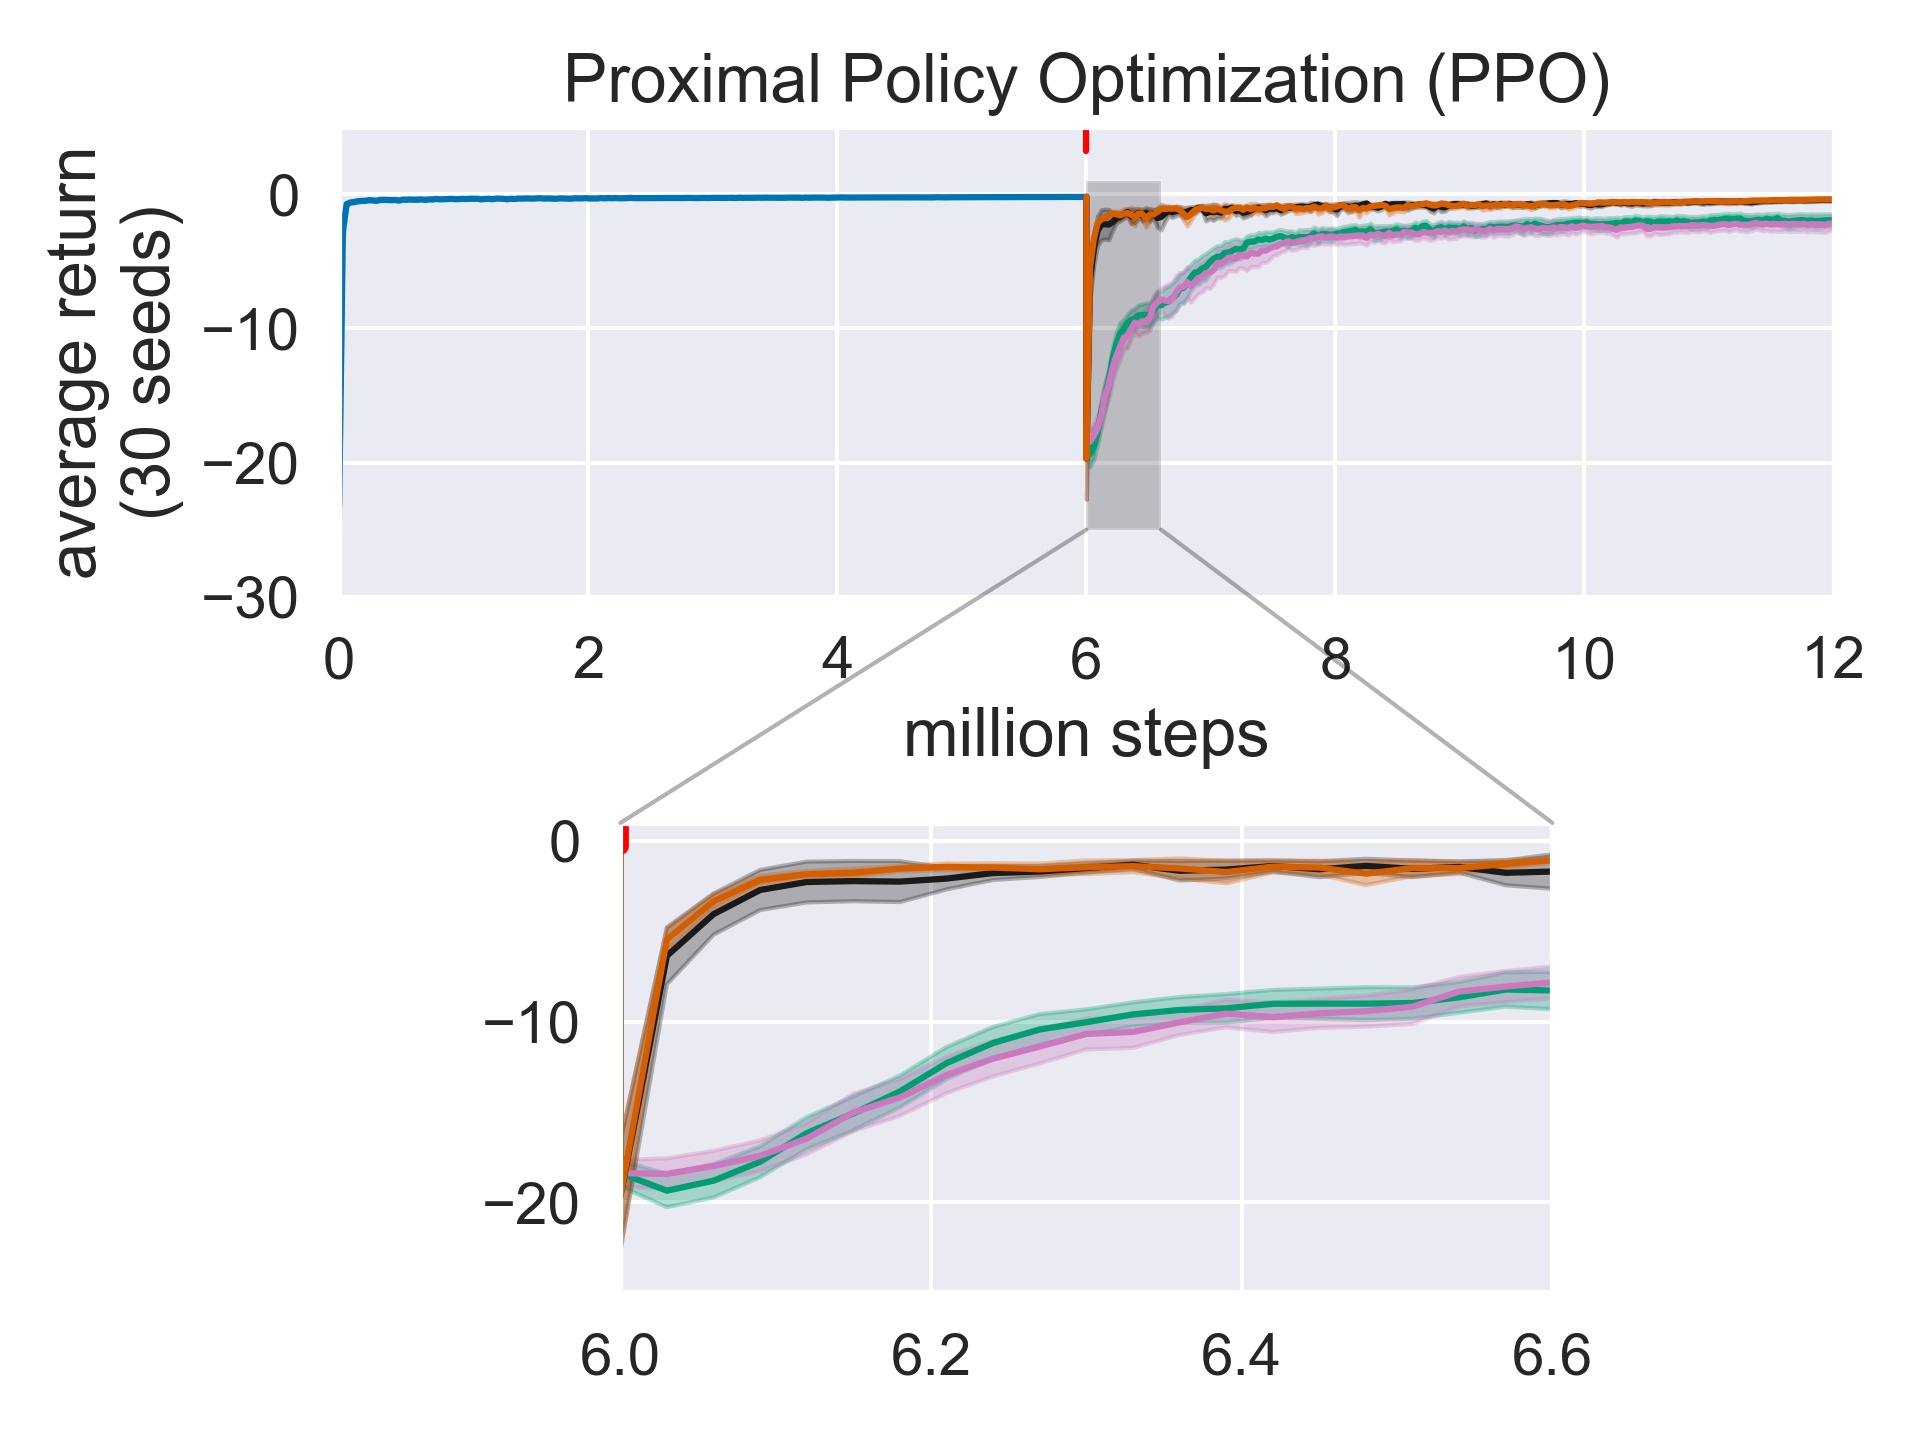 Proximal Policy Optimization (PPO)
average return
(30 seeds)
0
−10
−20
−30
0 2 4 6 8 10 12
million steps
0
−10
−20
6.0 6.2 6.4 6.6